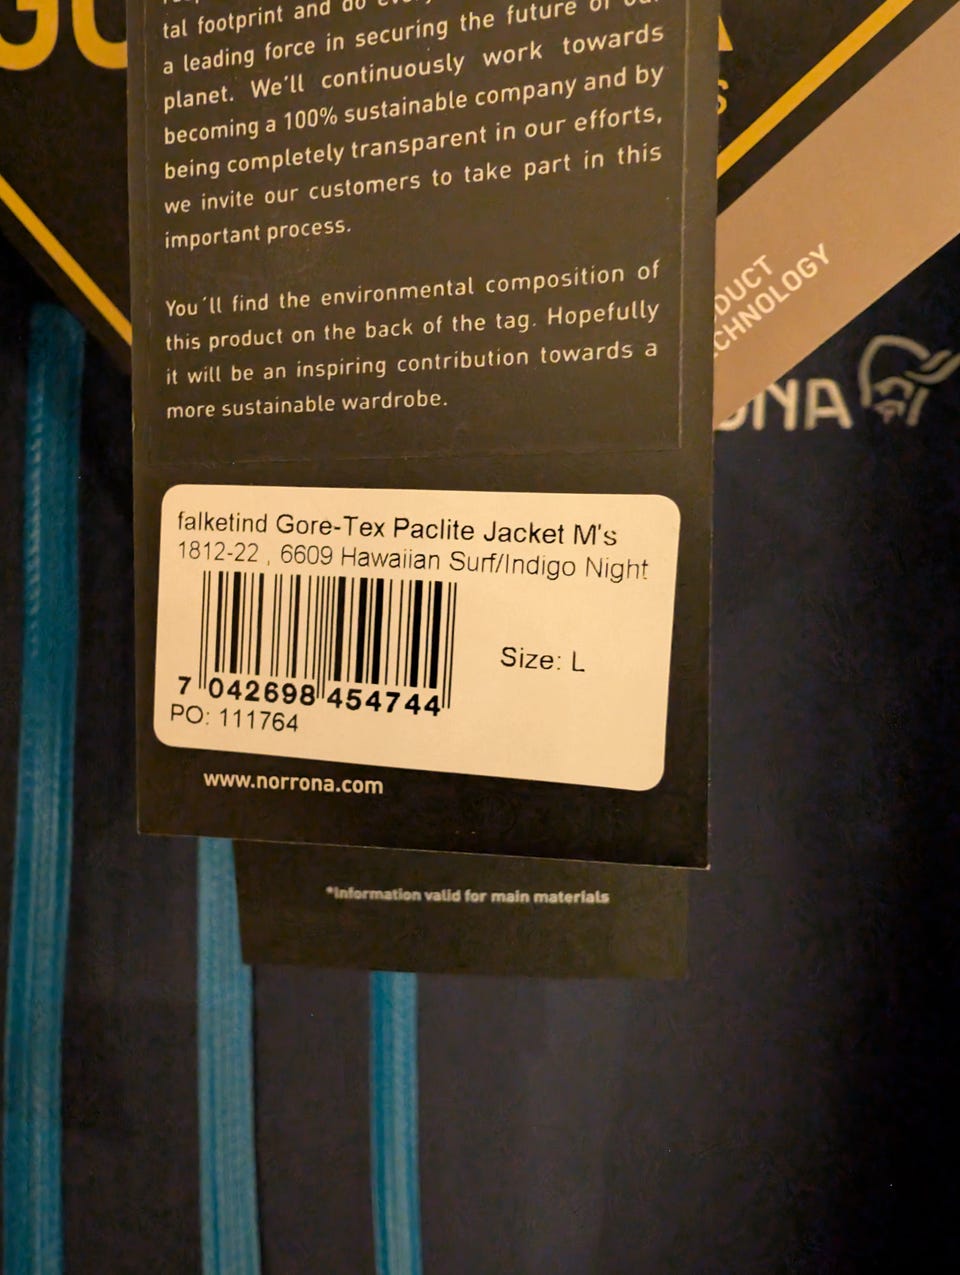 tal footprint and do
a leading force in securing the future of
planet. We'll continuously work towards
becoming a 100% sustainable company and by
being completely transparent in our efforts,
we invite our customers to take part in this
important process.
You´ll find the environmental composition of
this product on the back of the tag. Hopefully
it will be an inspiring contribution towards a
more sustainable wardrobe.
falketind Gore-Tex Paclite Jacket M's
1812-22 , 6609 Hawaiian Surf/Indigo Night
Size: L
7 042698 454744
PO: 111764
www.norrona.com
*Information valid for main materials